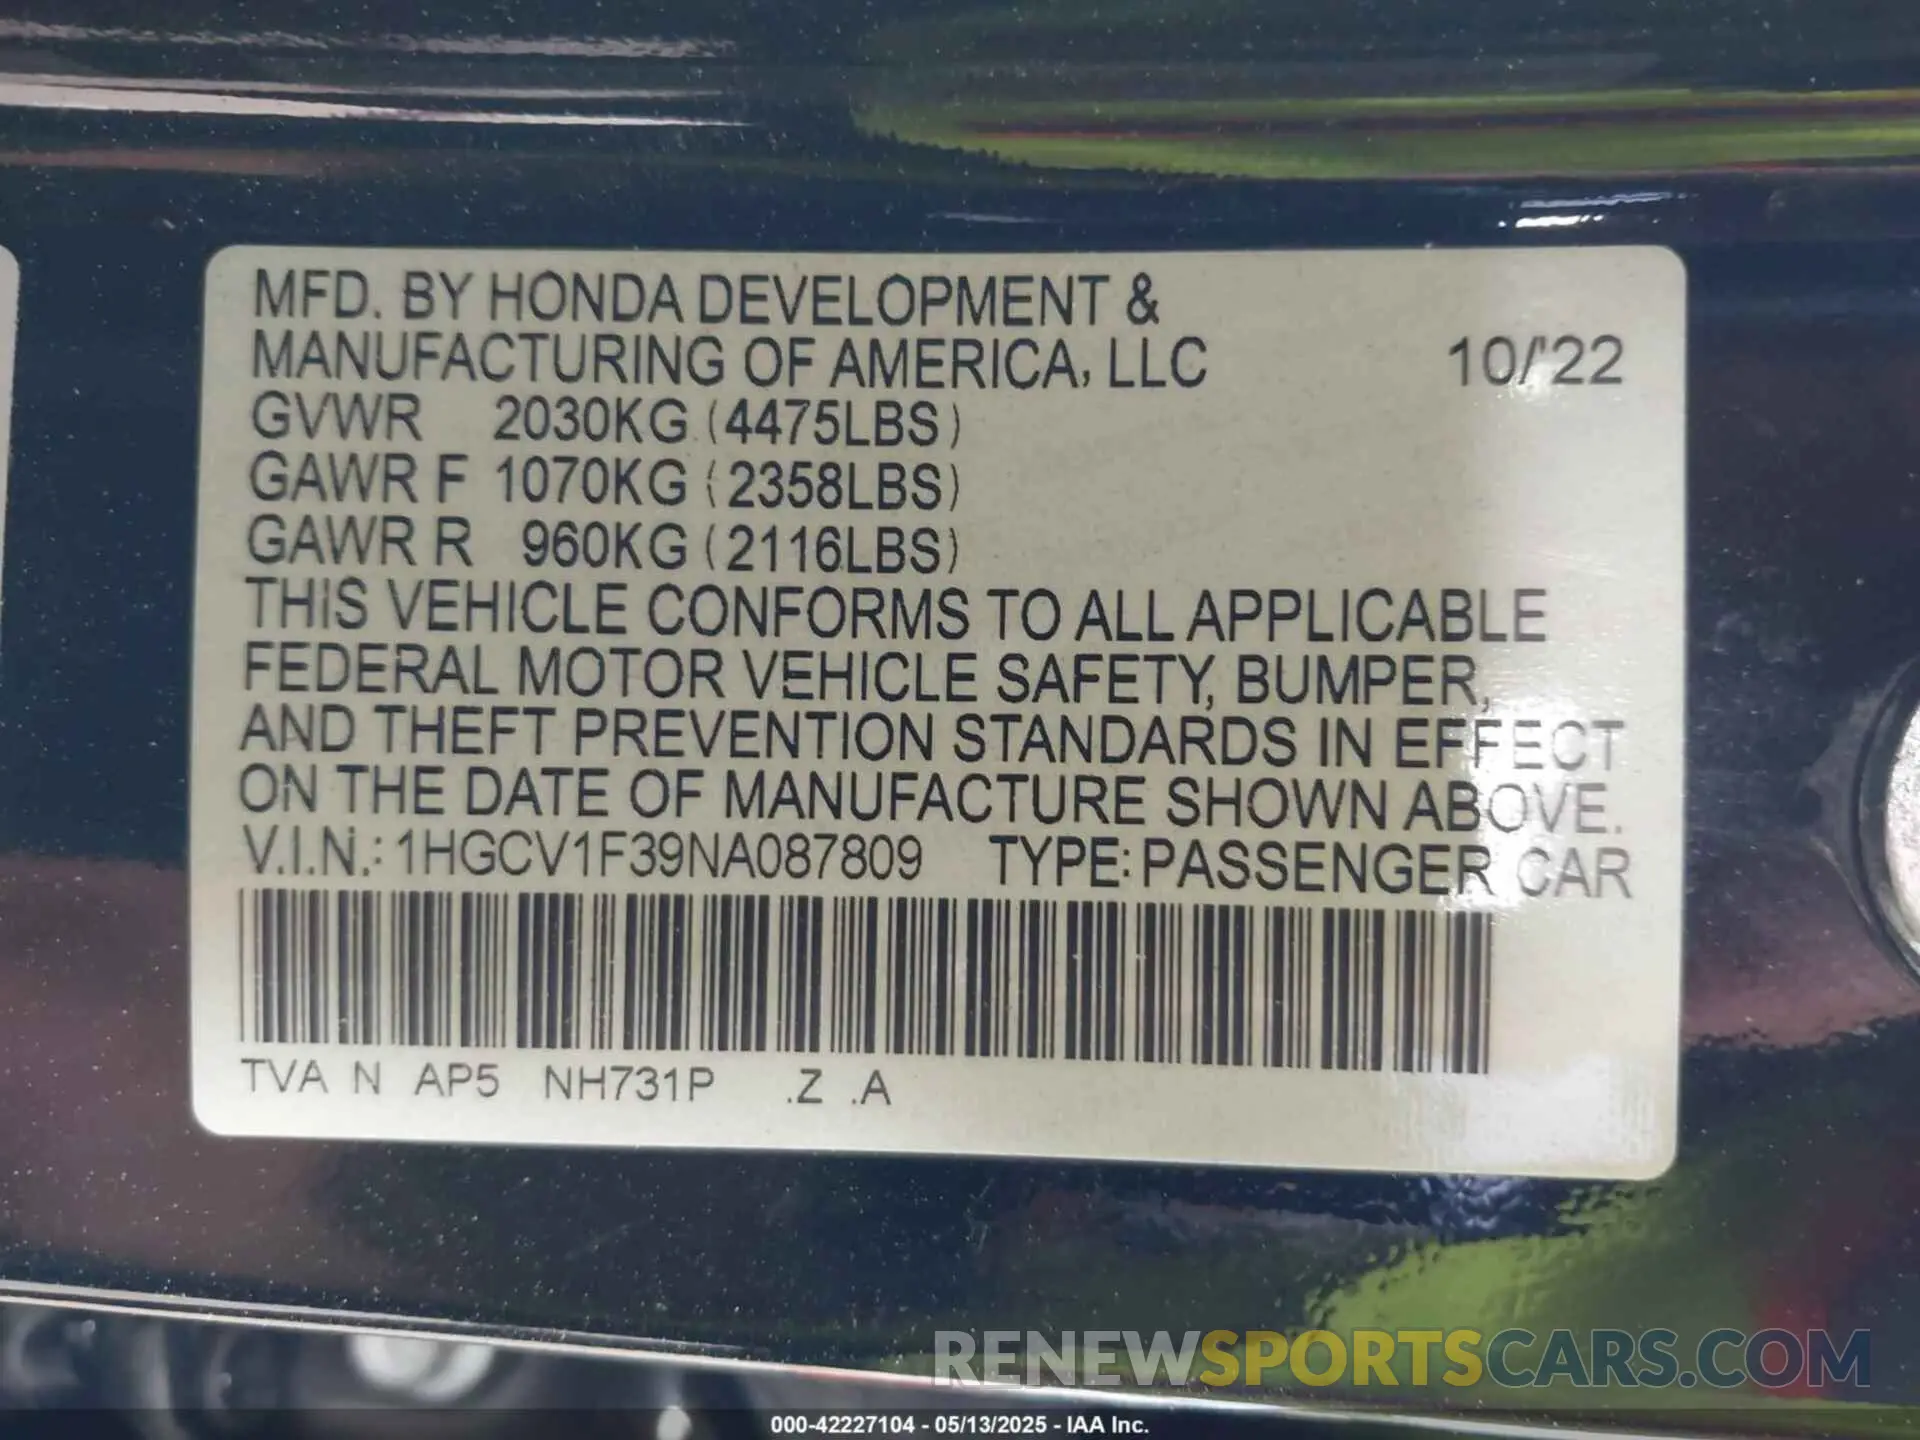 MFD. BY HONDA DEVELOPMENT &
MANUFACTURING OF AMERICA, LLC 10/'22
GVWR 2030KG (4475LBS)
GAWR F 1070KG (2358LBS)
GAWR R 960KG (2116LBS)
THIS VEHICLE CONFORMS TO ALL APPLICABLE
FEDERAL MOTOR VEHICLE SAFETY, BUMPER,
AND THEFT PREVENTION STANDARDS IN EFFECT
ON THE DATE OF MANUFACTURE SHOWN ABOVE.
V.I.N.: 1HGCV1F39NA087809 TYPE: PASSENGER CAR
TVA N AP5 NH731P .Z .A
RENEWSPORTSCARS.COM
000-42227104 - 05/13/2025 - IAA Inc.